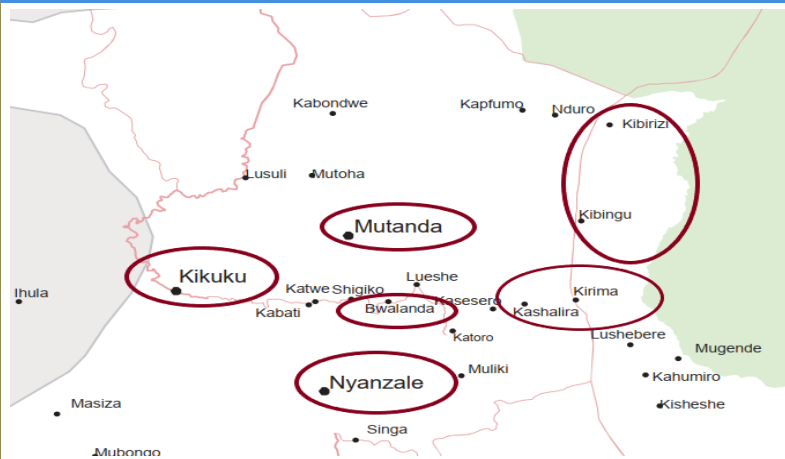 Kabondwe
Kapfumo
Nduro
Kibirizi
Lusuli
Mutoha
Mutanda
Kibingu
Kikuku
Lueshe
Ihula
Katwe
Shigiko
Kasesero
Kirima
Kabati
Bwalanda
Kashalira
Katoro
Lushebere
Mugende
Nyanzale
Muliki
Kahumiro
Masiza
Kisheshe
Singa
Mubongo